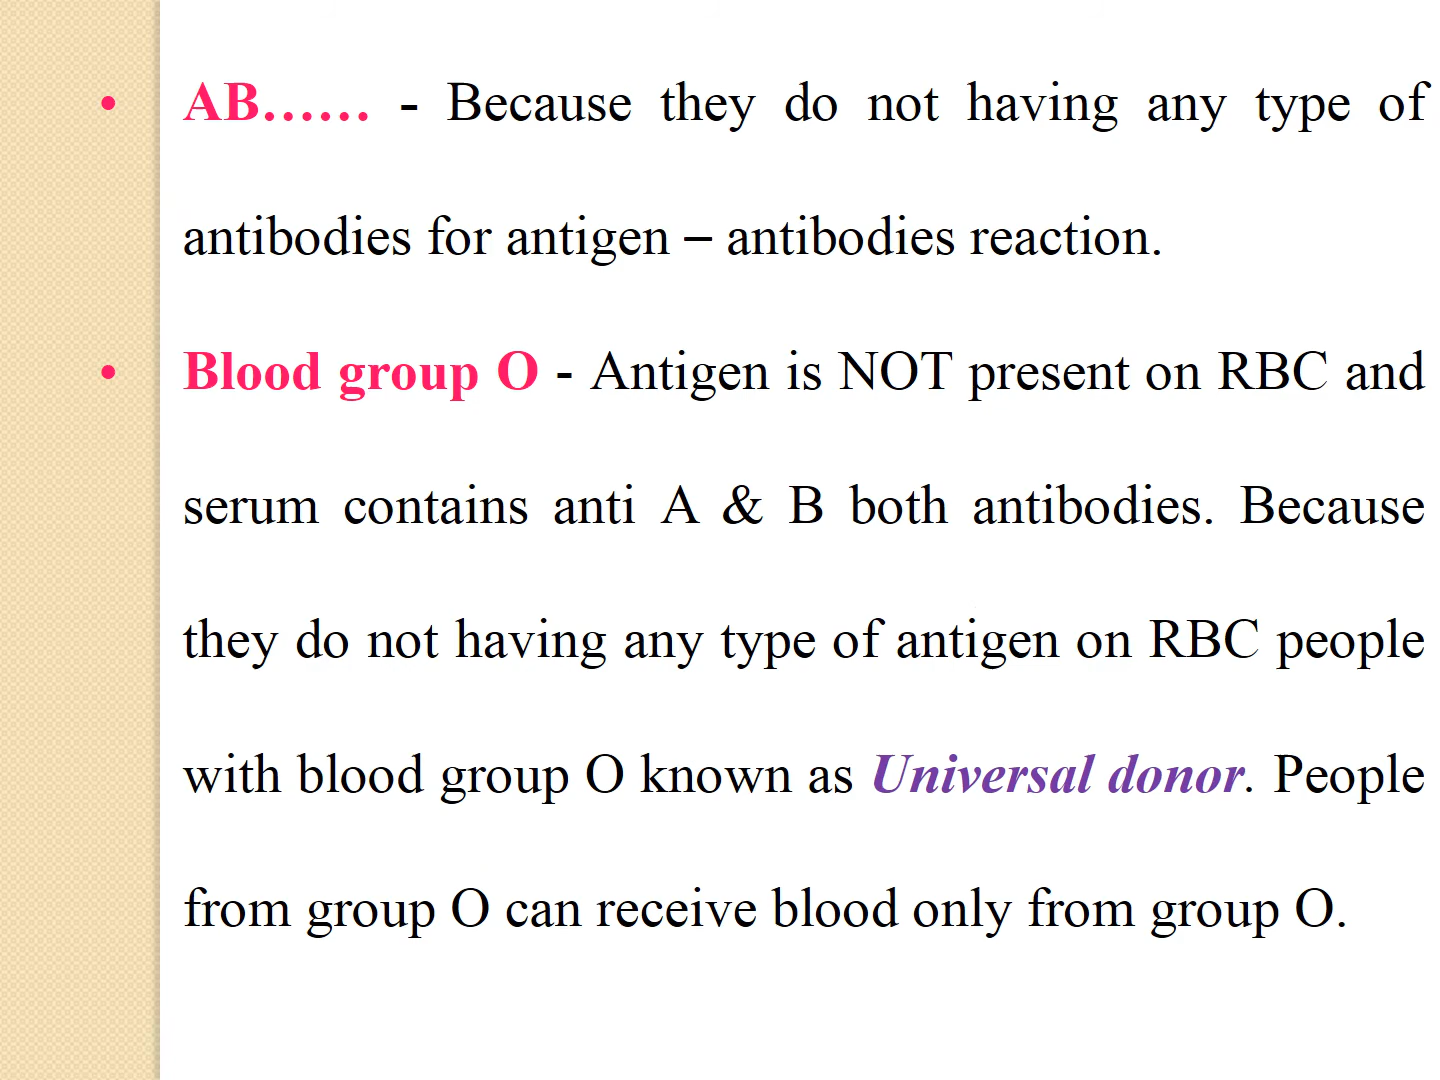 • AB…… - Because they do not having any type of
antibodies for antigen – antibodies reaction.
• Blood group O - Antigen is NOT present on RBC and
serum contains anti A & B both antibodies. Because
they do not having any type of antigen on RBC people
with blood group O known as Universal donor. People
from group O can receive blood only from group O.